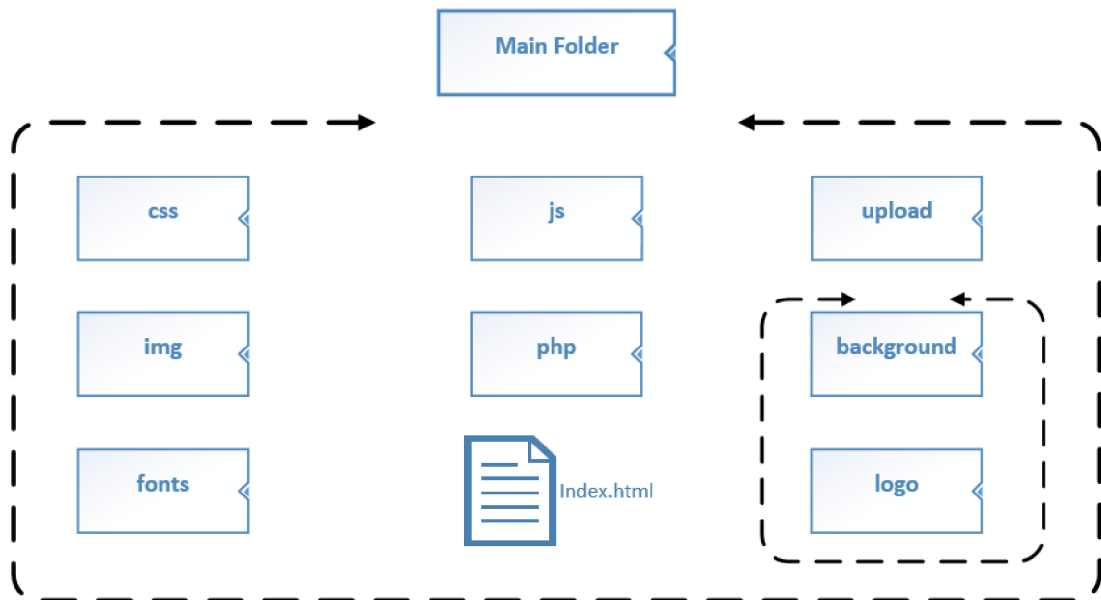 Main Folder
css
js
upload
img
php
background
fonts
Index.html
logo